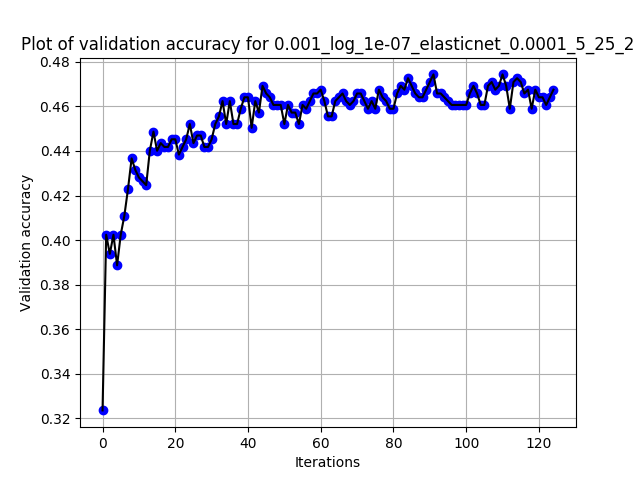 Plot of validation accuracy for 0.001_log_1e-07_elasticnet_0.0001_5_25_2
0.48
0.46
0.44
0.42
0.40
0.38
0.36
0.34
0.32
Validation accuracy
0 20 40 60 80 100 120
Iterations